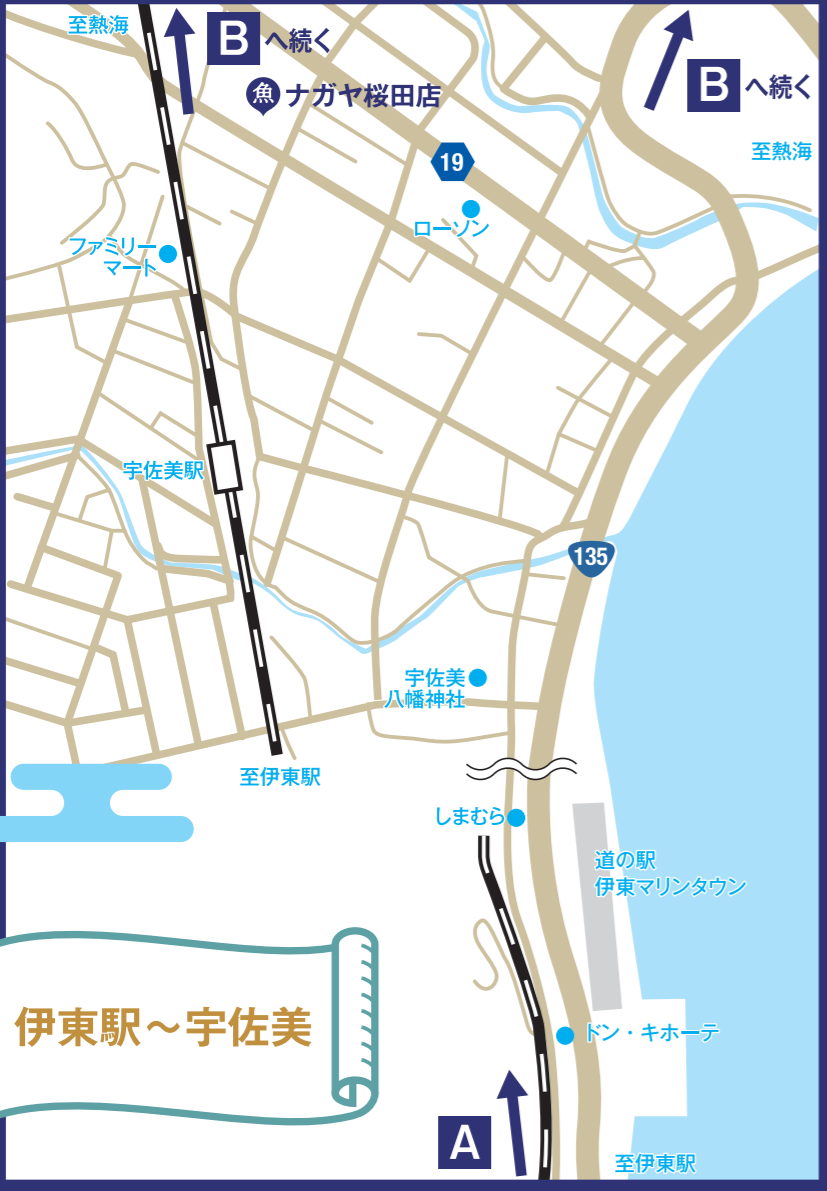 至熱海
B へ続く
魚 ナガヤ桜田店
B へ続く
至熱海
19
ローソン
ファミリー
マート
宇佐美駅
135
宇佐美
八幡神社
至伊東駅
しまむら
道の駅
伊東マリンタウン
伊東駅～宇佐美
ドン・キホーテ
A
至伊東駅